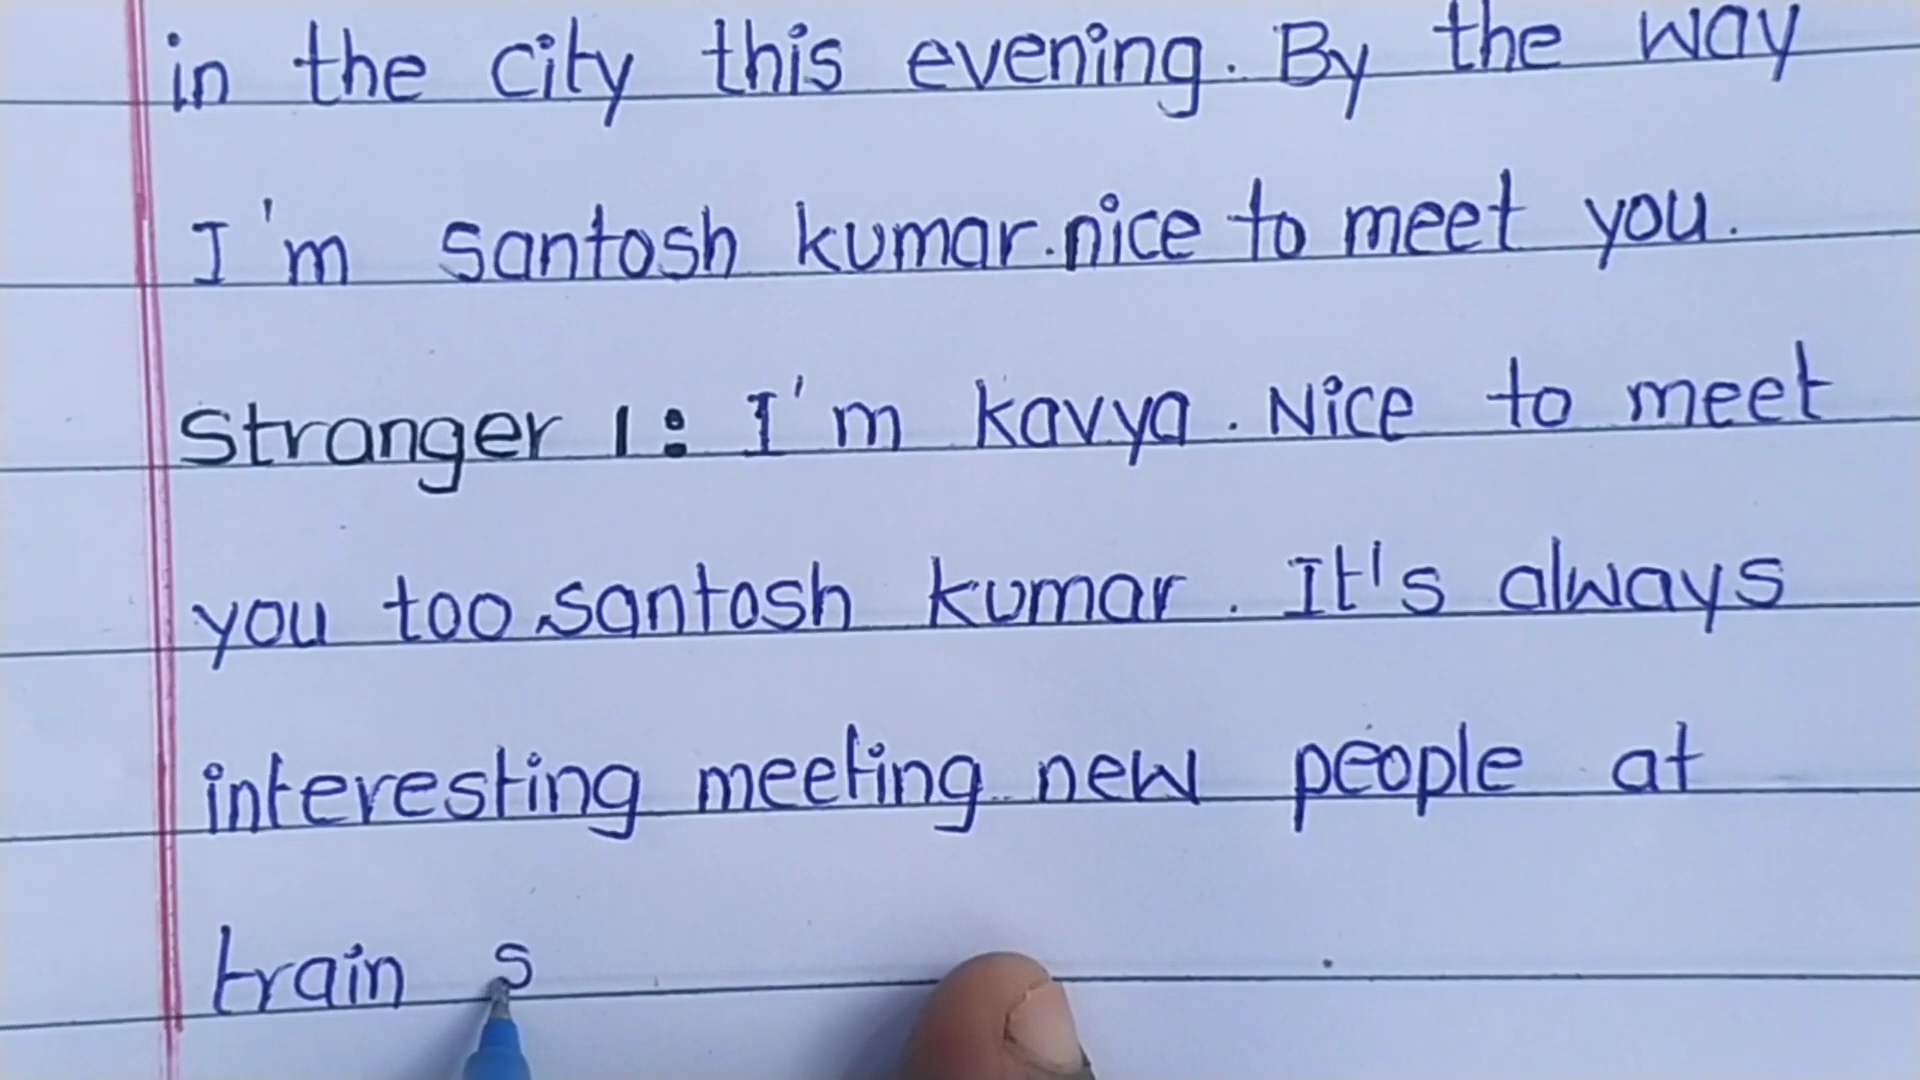 in the city this evening. By the way
I'm santosh kumar.nice to meet you.
Stranger 1: I'm kavya. Nice to meet
you too santosh kumar. It's always
interesting meeting new people at
train s